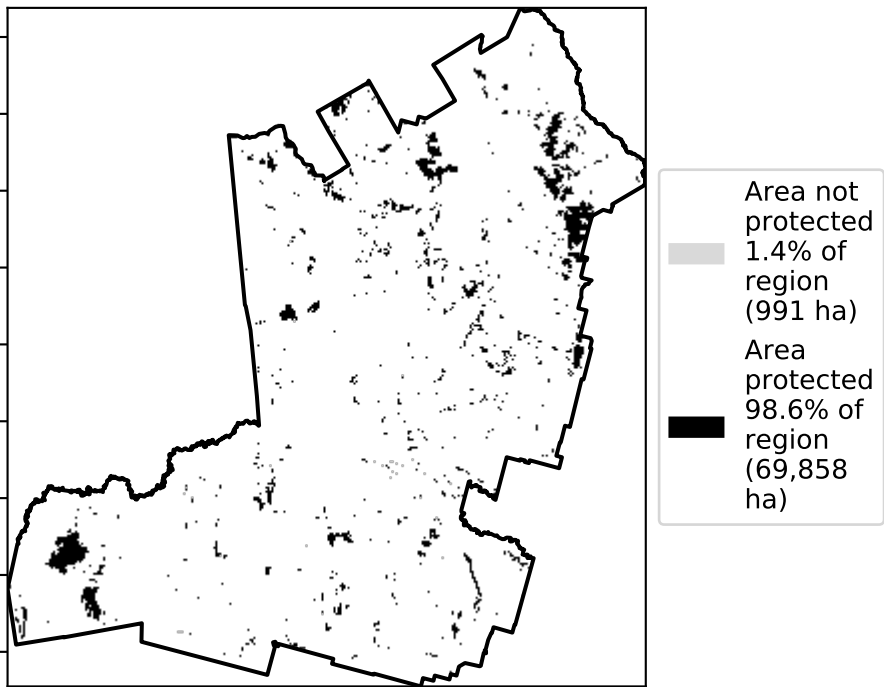 Area not
protected
1.4% of
region
(991 ha)
Area
protected
98.6% of
region
(69,858
ha)